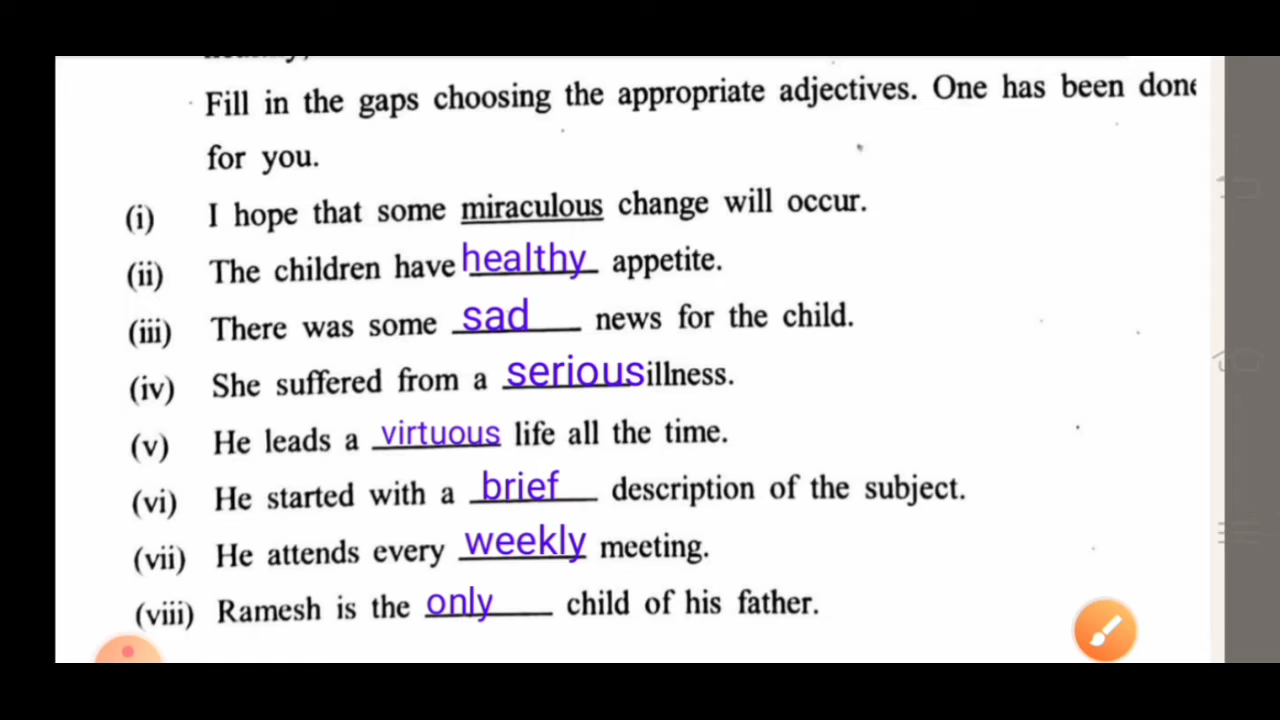 Fill in the gaps choosing the appropriate adjectives. One has been done
for you.
(i) I hope that some miraculous change will occur.
(ii) The children have healthy appetite.
(iii) There was some sad news for the child.
(iv) She suffered from a serious illness.
(v) He leads a virtuous life all the time.
(vi) He started with a brief description of the subject.
(vii) He attends every weekly meeting.
(viii) Ramesh is the only child of his father.